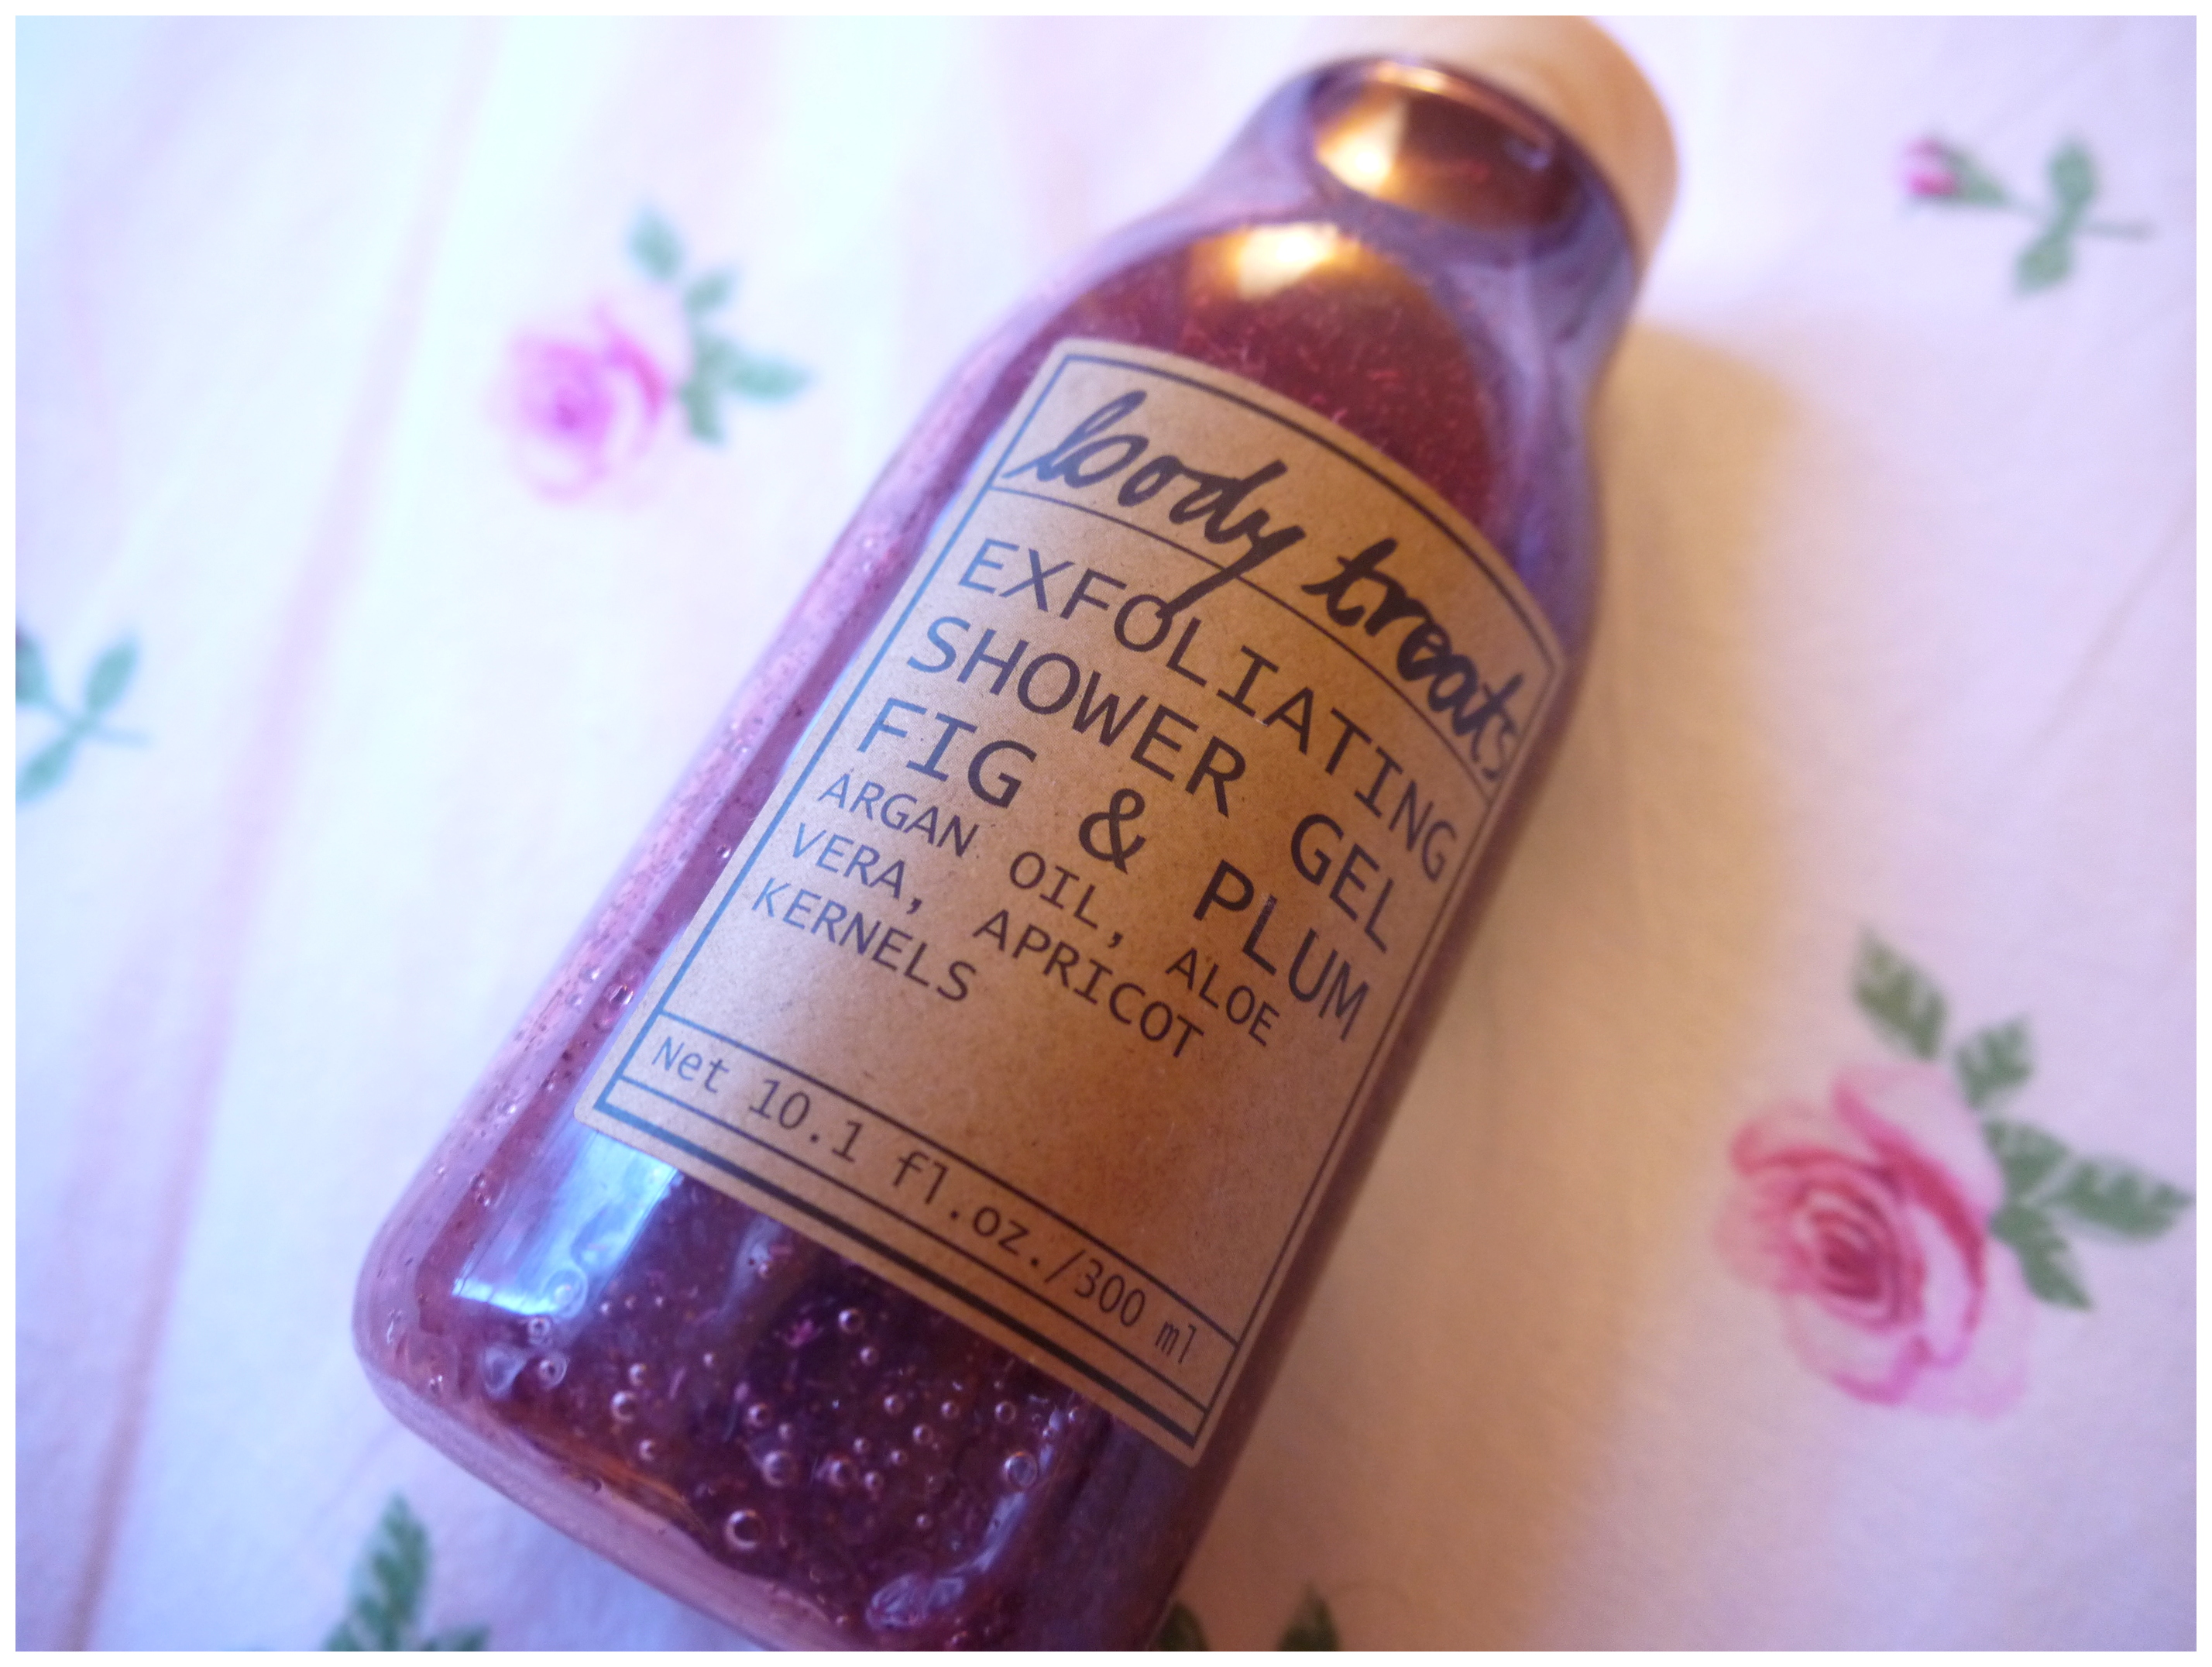 body treats
EXFOLIATING
SHOWER GEL
FIG & PLUM
ARGAN OIL, ALOE
VERA, APRICOT
KERNELS
Net 10.1 fl.oz./300 ml